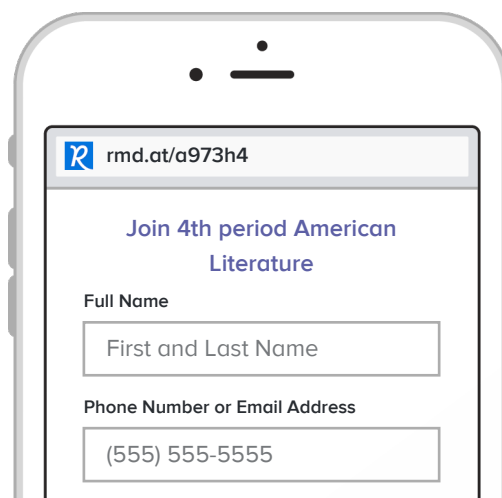 rmd.at/a973h4
Join 4th period American
Literature
Full Name
First and Last Name
Phone Number or Email Address
(555) 555-5555